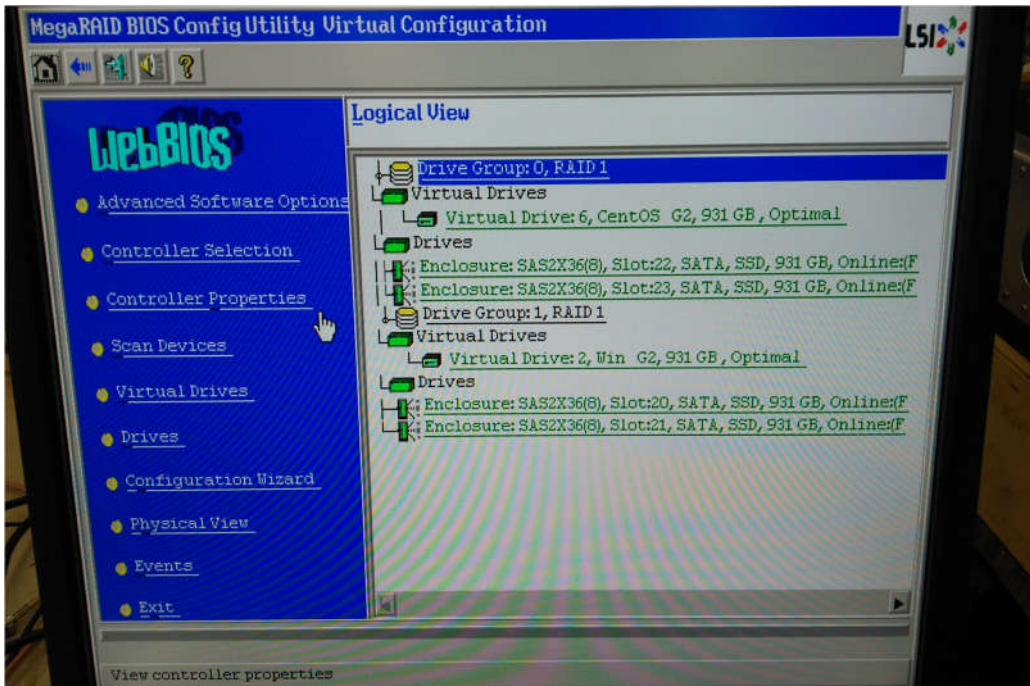 MegaRAID BIOS Config Utility Virtual Configuration
LSI
WebBIOS
Advanced Software Options
Controller Selection
Controller Properties
Scan Devices
Virtual Drives
Drives
Configuration Wizard
Physical View
Events
Exit
Logical View
Drive Group: 0, RAID 1
Virtual Drives
Virtual Drive: 6, CentOS G2, 931 GB, Optimal
Drives
Enclosure: SAS2X36(8), Slot:22, SATA, SSD, 931 GB, Online:(F
Enclosure: SAS2X36(8), Slot:23, SATA, SSD, 931 GB, Online:(F
Drive Group: 1, RAID 1
Virtual Drives
Virtual Drive: 2, Win G2, 931 GB, Optimal
Drives
Enclosure: SAS2X36(8), Slot:20, SATA, SSD, 931 GB, Online:(F
Enclosure: SAS2X36(8), Slot:21, SATA, SSD, 931 GB, Online:(F
View controller properties